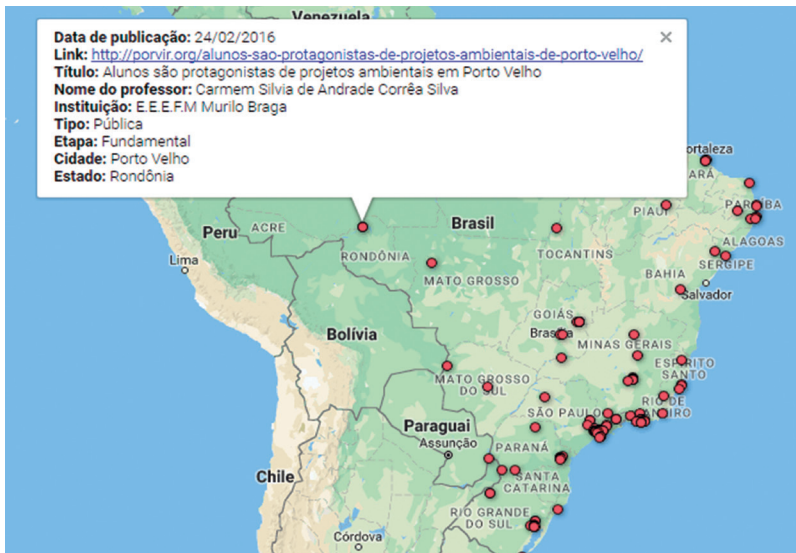 Venezuela
Data de publicação: 24/02/2016
Link: http://porvir.org/alunos-sao-protagonistas-de-projetos-ambientais-de-porto-velho/
Título: Alunos são protagonistas de projetos ambientais em Porto Velho
Nome do professor: Carmem Silvia de Andrade Corrêa Silva
Instituição: E.E.E.F.M Murilo Braga
Tipo: Pública
Etapa: Fundamental
Cidade: Porto Velho
Estado: Rondônia
ortaleza
ARÁ
PARAÍBA
PIAUÍ
Peru
ACRE
Brasil
ALAGOAS
RONDÔNIA
TOCANTINS
SERGIPE
Lima
MATO GROSSO
BAHIA
Salvador
GOIÁS
Brasília
Bolívia
MINAS GERAIS
ESPÍRITO
SANTO
MATO GROSSO
DO SUL
RIO DE
JANEIRO
SÃO PAULO
Paraguai
Assunção
PARANÁ
Chile
SANTA
CATARINA
RIO GRANDE
DO SUL
Córdova